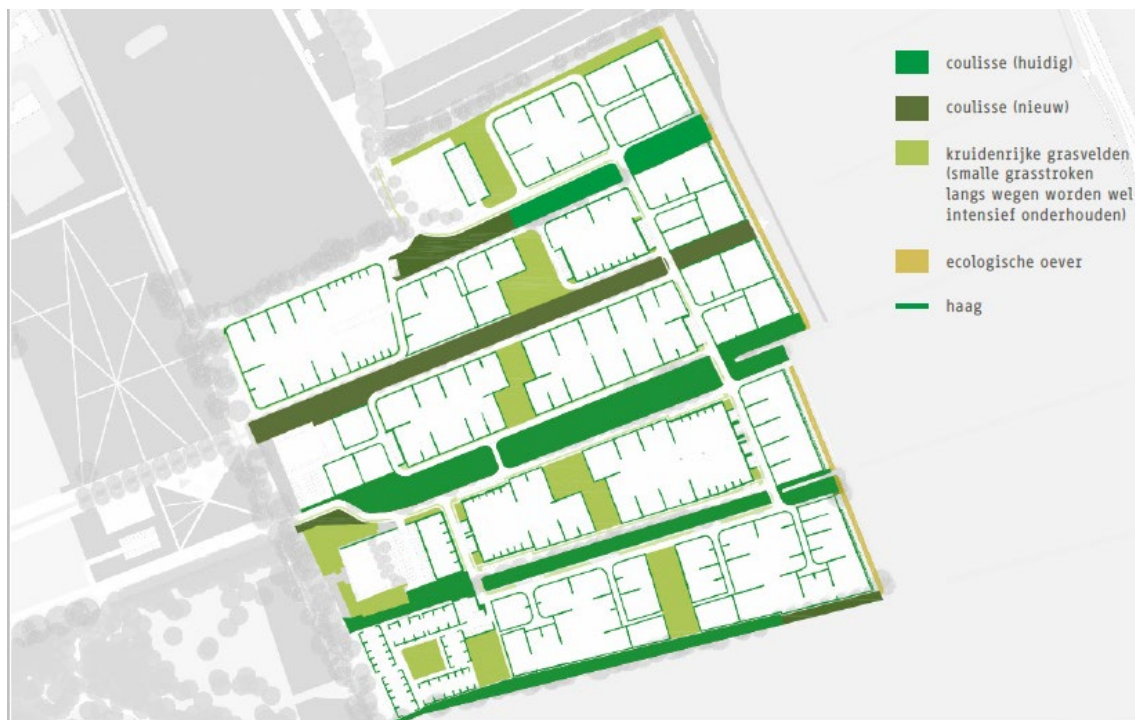 coulisse (huidig)
coulisse (nieuw)
kruidenrijke grasvelden
(smalle grasstroken
langs wegen worden wel
intensief onderhouden)
ecologische oever
haag